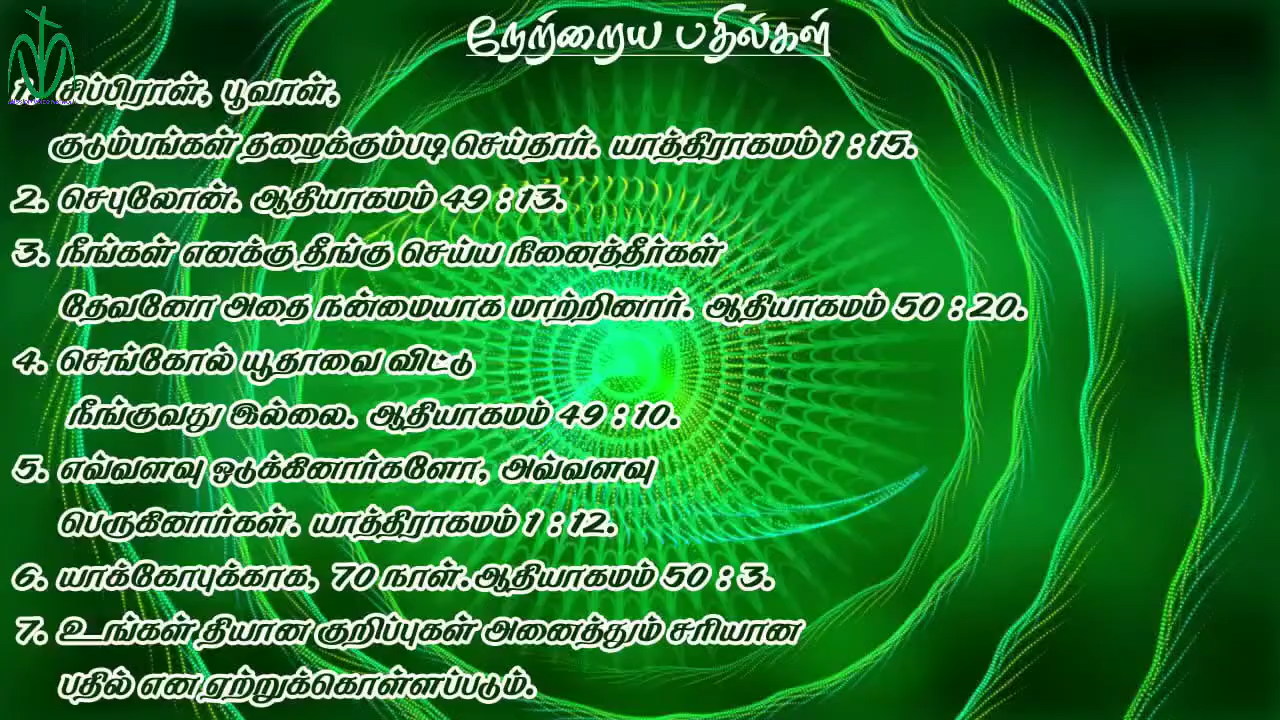 நேற்றைய பதில்கள்
1. சிப்பிராள், பூவாள்,
குடும்பங்கள் தழைக்கும்படி செய்தார். யாத்திராகமம் 1 : 15.
2. செபுலோன். ஆதியாகமம் 49 : 13.
3. நீங்கள் எனக்கு தீங்கு செய்ய நினைத்தீர்கள்
தேவனோ அதை நன்மையாக மாற்றினார். ஆதியாகமம் 50 : 20.
4. செங்கோல் யூதாவை விட்டு
நீங்குவது இல்லை. ஆதியாகமம் 49 : 10.
5. எவ்வளவு ஒடுக்கினார்களோ, அவ்வளவு
பெருகினார்கள். யாத்திராகமம் 1 : 12.
6. யாக்கோபுக்காக, 70 நாள்.ஆதியாகமம் 50 : 3.
7. உங்கள் தியான குறிப்புகள் அனைத்தும் சரியான
பதில் என ஏற்றுக்கொள்ளப்படும்.